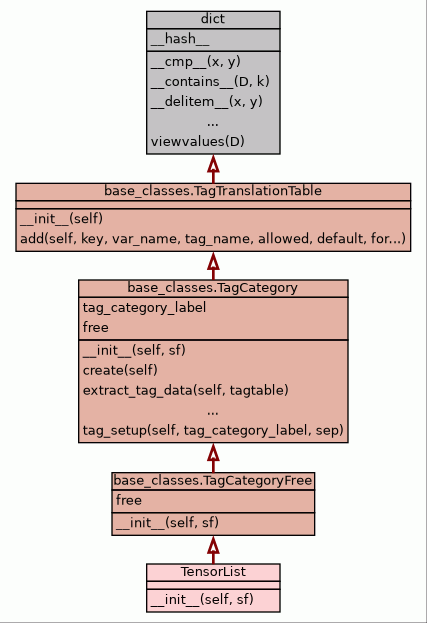 dict
__hash__
__cmp__(x, y)
__contains__(D, k)
__delitem__(x, y)
...
viewvalues(D)
base_classes.TagTranslationTable
__init__(self)
add(self, key, var_name, tag_name, allowed, default, for...)
base_classes.TagCategory
tag_category_label
free
__init__(self, sf)
create(self)
extract_tag_data(self, tagtable)
...
tag_setup(self, tag_category_label, sep)
base_classes.TagCategoryFree
free
__init__(self, sf)
TensorList
__init__(self, sf)